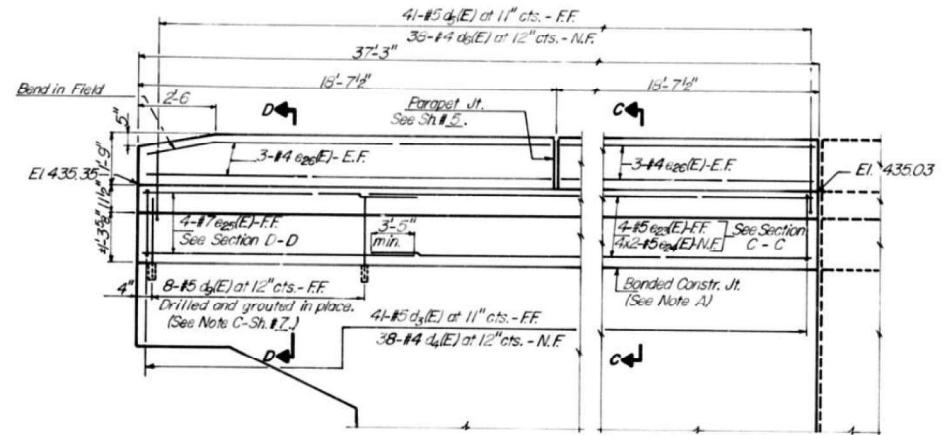 41-#5 d5(E) at 11" cts. - F.F.
38-#4 d6(E) at 12" cts. - N.F.
37'-3"
18'-7½"
18'-7½"
Bend in Field
2'-6
D
C
Parapet Jt.
See Sh.#5.
5"
1'-9"
3-#4 e26(E)-E.F.
3-#4 e26(E)-E.F.
El. 435.35
El. 435.03
11½"
4-#7 e25(E)-F.F.
See Section D-D
3'-5"
min.
4-#5 e23(E)-F.F.
4x2-#5 e24(E)-N.F.
See Section
C - C
4"
8-#5 d9(E) at 12" cts. - F.F.
Drilled and grouted in place.
(See Note C-Sh.#7.)
Bonded Constr. Jt.
(See Note A)
41-#5 d3(E) at 11" cts. - F.F.
38-#4 d4(E) at 12" cts. - N.F
D
C